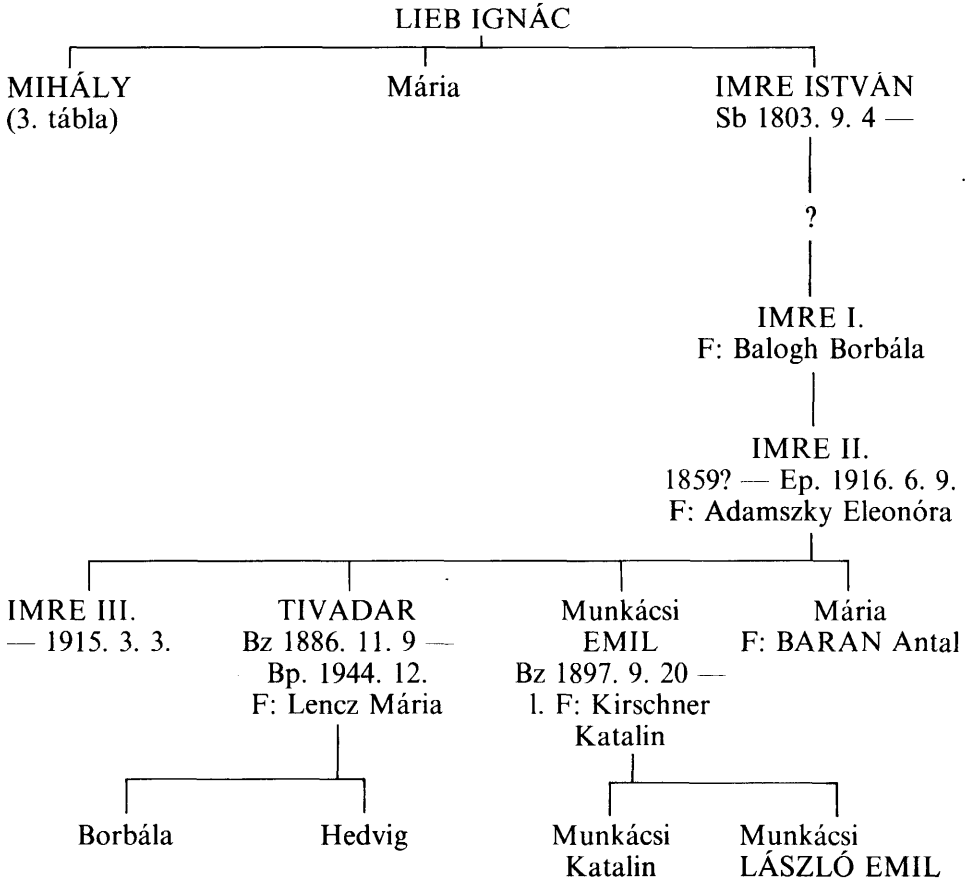 LIEB IGNÁC
MIHÁLY
(3. tábla)
Mária
IMRE ISTVÁN
Sb 1803. 9. 4 —
?
IMRE I.
F: Balogh Borbála
IMRE II.
1859? — Ep. 1916. 6. 9.
F: Adamszky Eleonóra
IMRE III.
— 1915. 3. 3.
TIVADAR
Bz 1886. 11. 9 —
Bp. 1944. 12.
F: Lencz Mária
Munkácsi
EMIL
Bz 1897. 9. 20 —
1. F: Kirschner
Katalin
Mária
F: BARAN Antal
Borbála
Hedvig
Munkácsi
Katalin
Munkácsi
LÁSZLÓ EMIL